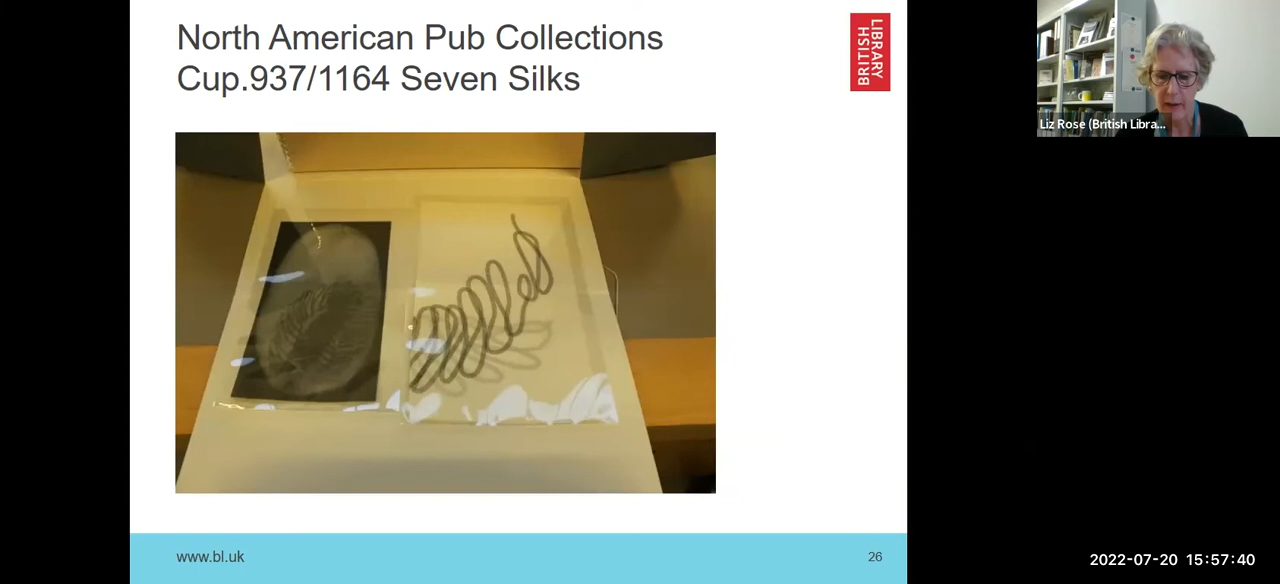 North American Pub Collections
Cup.937/1164 Seven Silks
BRITISH
LIBRARY
Liz Rose (British Libra...
www.bl.uk
26
2022-07-20 15:57:40